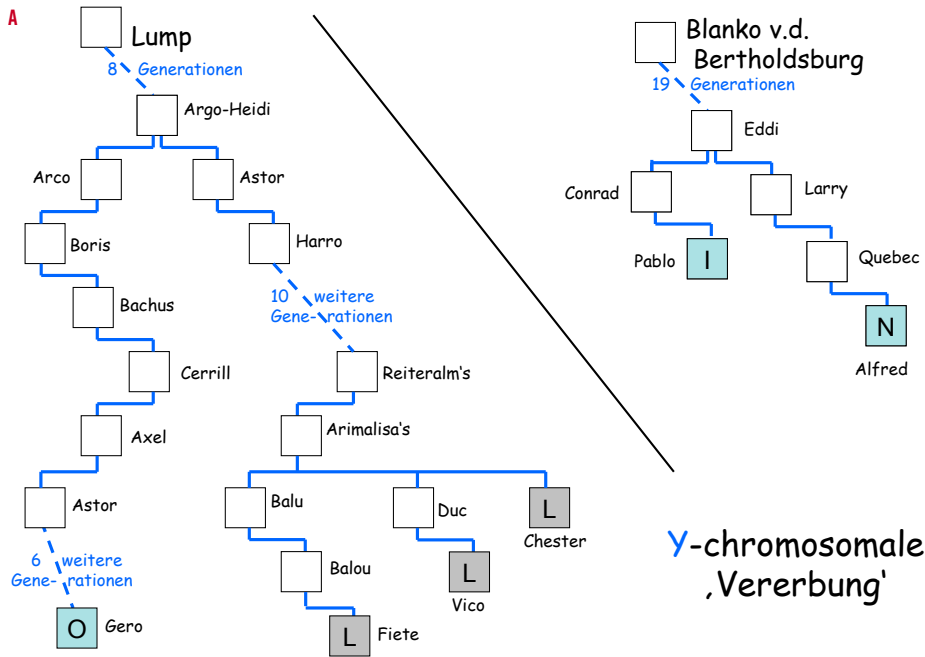 A
Lump
8 Generationen
Argo-Heidi
Arco
Astor
Boris
Harro
10 weitere
Gene- rationen
Bachus
Cerrill
Reiteralm's
Axel
Arimalisa's
Astor
Balu
Duc
L
Chester
6 weitere
Gene- rationen
Balou
L
Vico
O
Gero
L
Fiete
Blanko v.d.
Bertholdsburg
19 Generationen
Eddi
Conrad
Larry
Pablo
I
Quebec
N
Alfred
Y-chromosomale
‚Vererbung‘